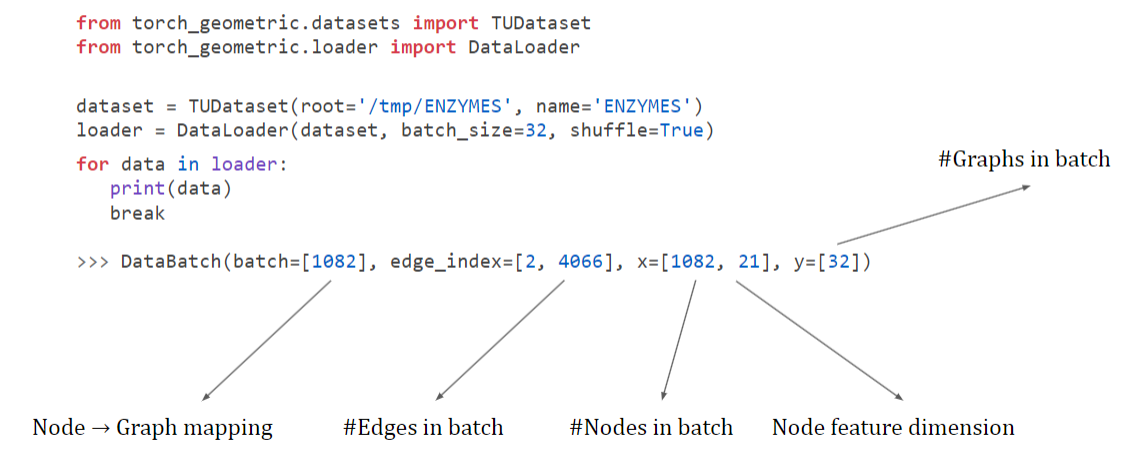 from torch_geometric.datasets import TUDataset
from torch_geometric.loader import DataLoader
dataset = TUDataset(root='/tmp/ENZYMES', name='ENZYMES')
loader = DataLoader(dataset, batch_size=32, shuffle=True)
for data in loader:
   print(data)
   break
#Graphs in batch
>>> DataBatch(batch=[1082], edge_index=[2, 4066], x=[1082, 21], y=[32])
Node → Graph mapping
#Edges in batch
#Nodes in batch
Node feature dimension